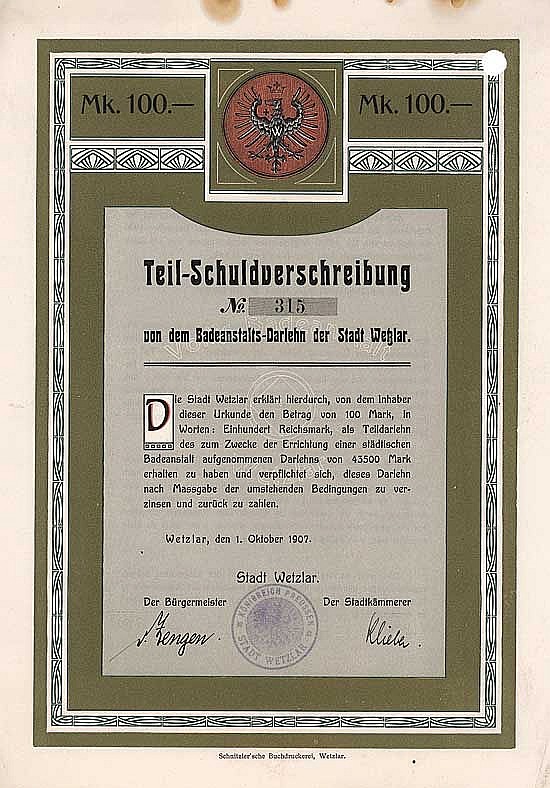 Mk. 100.— Mk. 100.—
Teil-Schuldverschreibung
No. 315
von dem Badeanstalts-Darlehn der Stadt Wetzlar.
Die Stadt Wetzlar erklärt hierdurch, von dem Inhaber
dieser Urkunde den Betrag von 100 Mark, in
Worten: Einhundert Reichsmark, als Teildarlehn
des zum Zwecke der Errichtung einer städtischen
Badeanstalt aufgenommenen Darlehns von 43500 Mark
erhalten zu haben und verpflichtet sich, dieses Darlehn
nach Massgabe der umstehenden Bedingungen zu ver-
zinsen und zurück zu zahlen.
Wetzlar, den 1. Oktober 1907.
Stadt Wetzlar.
Der Bürgermeister Der Stadtkämmerer
KÖNIGREICH PREUSSEN
STADT WETZLAR
Schnitzler'sche Buchdruckerei, Wetzlar.